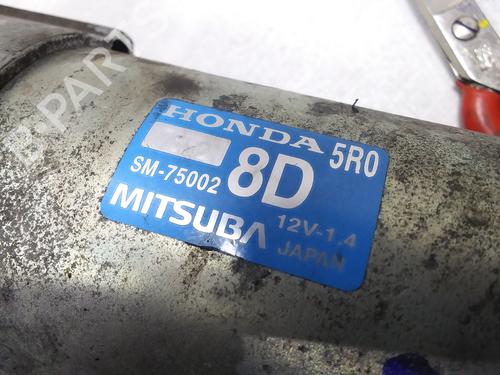 B-PARTS
HONDA 5R0
SM-75002 8D
MITSUBA 12V-1.4
JAPAN